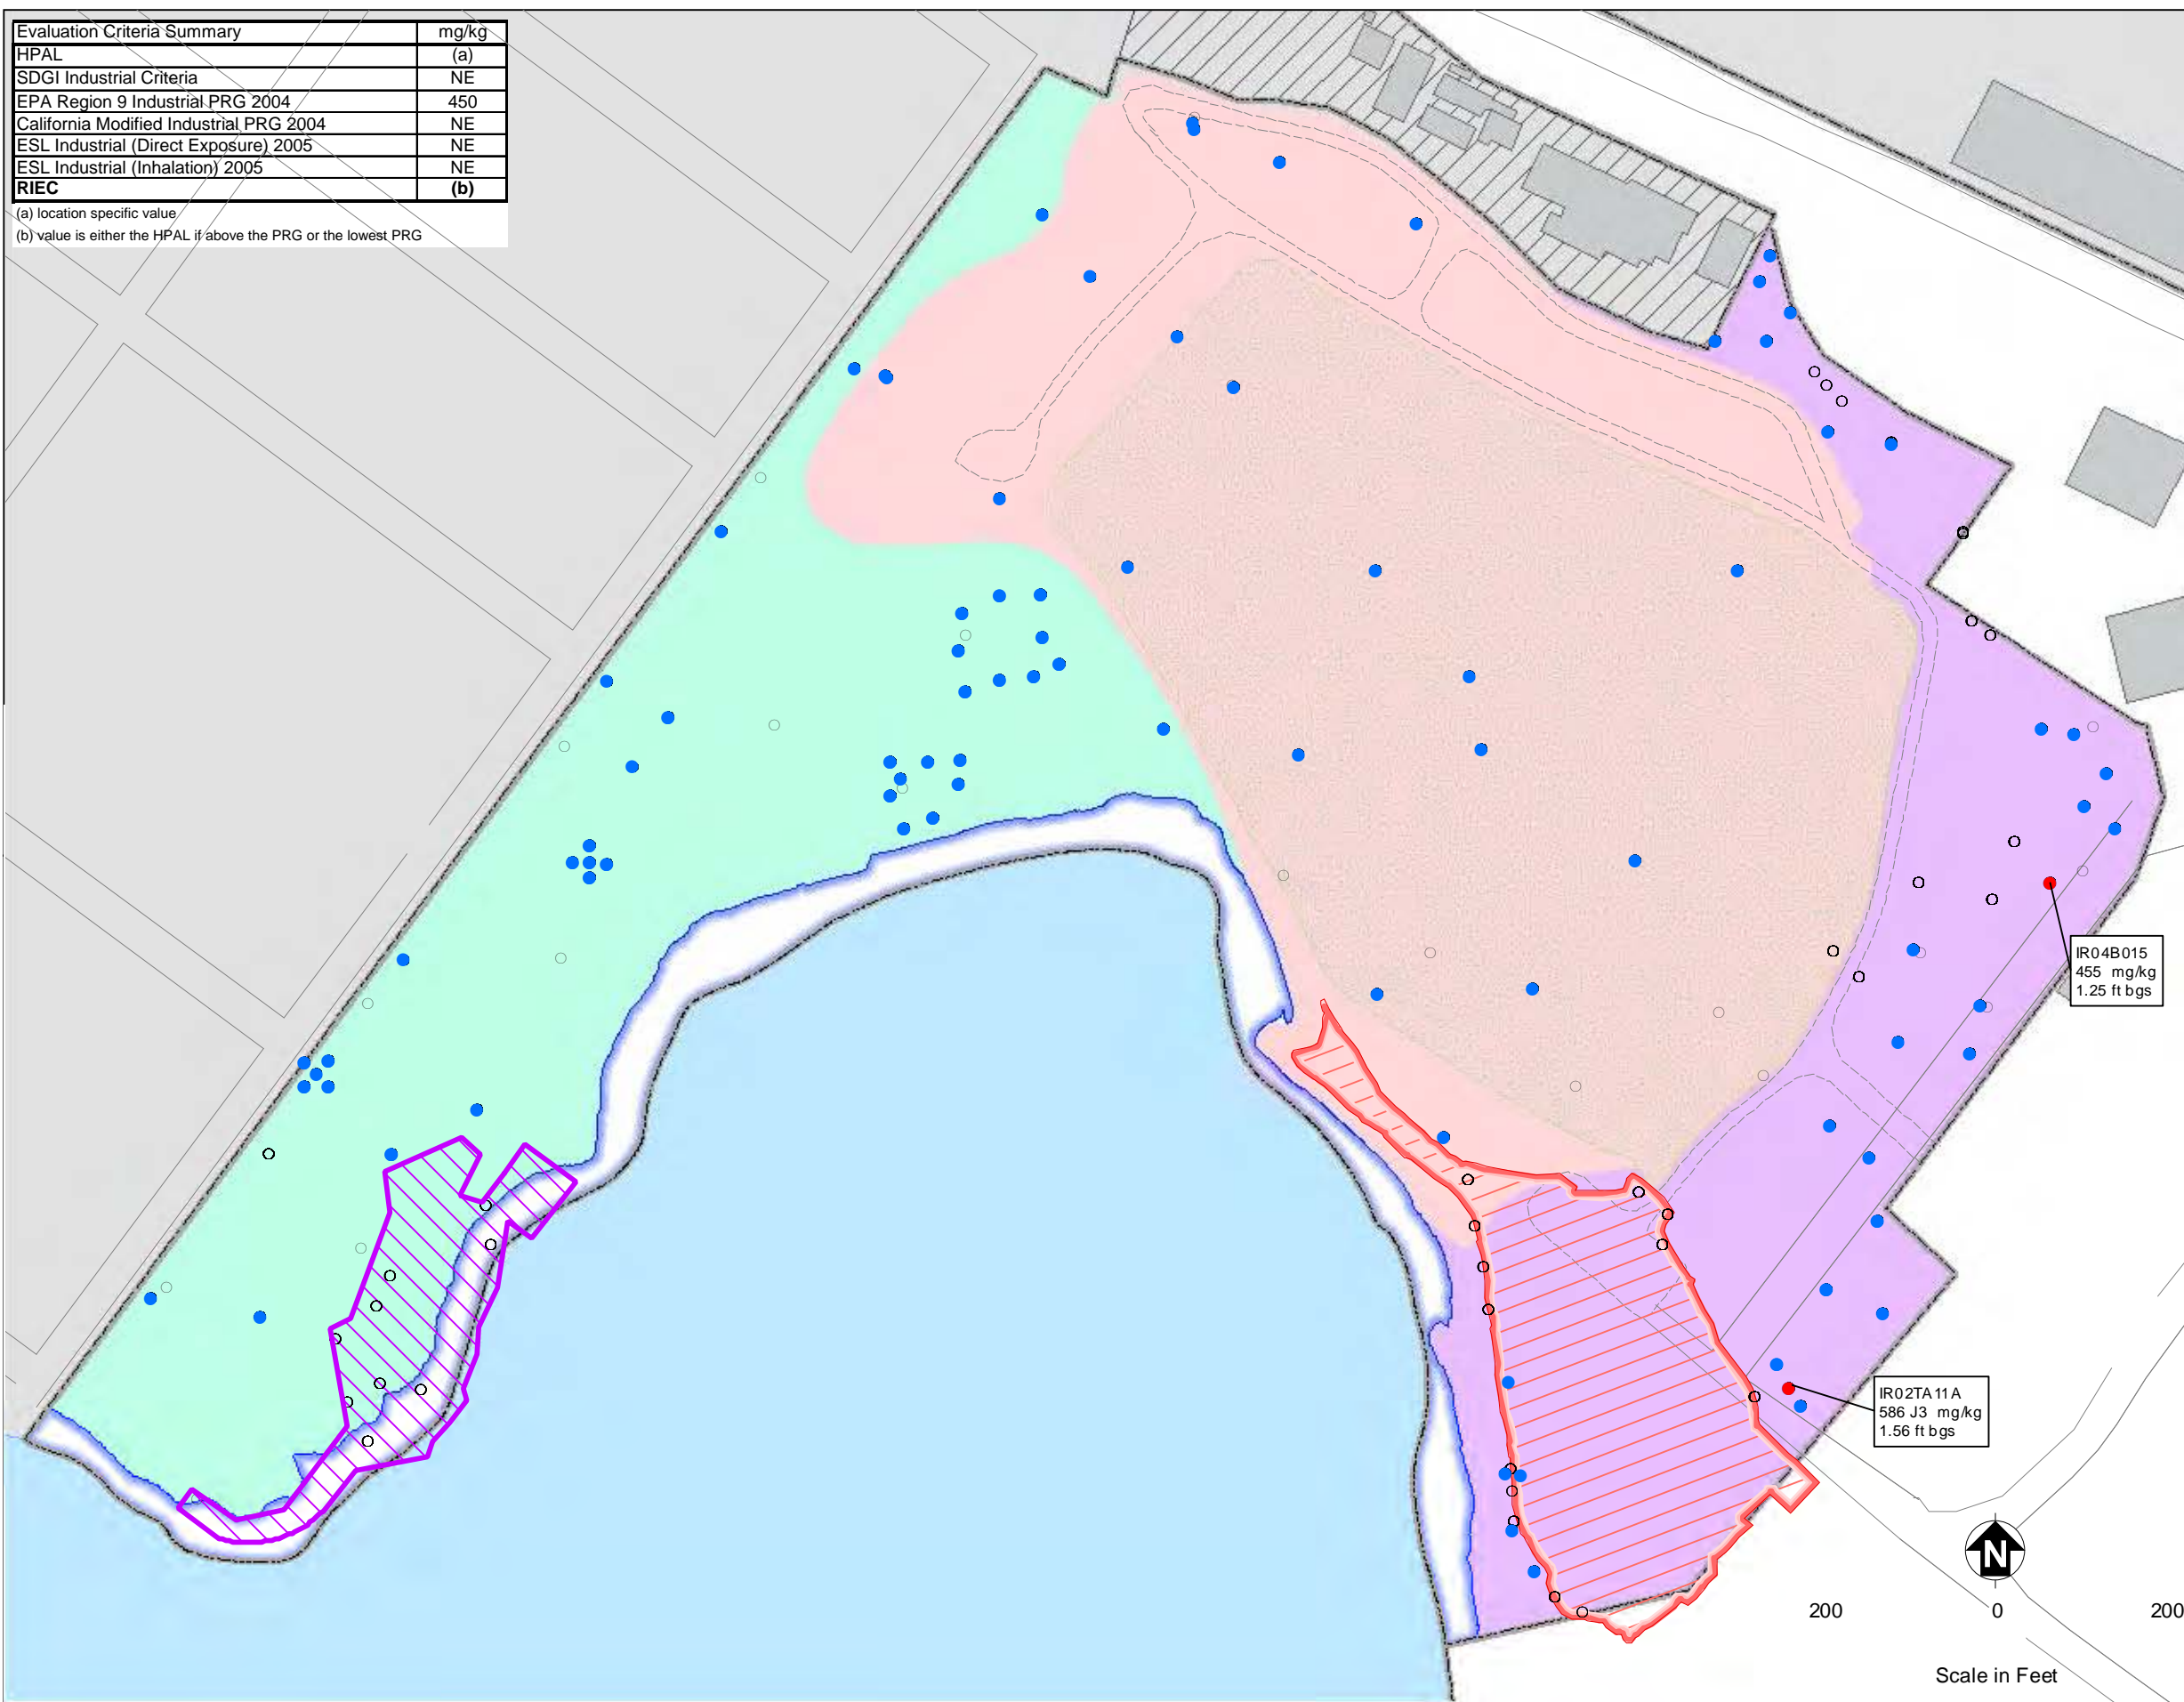 Evaluation Criteria Summary mg/kg
HPAL (a)
SDGI Industrial Criteria NE
EPA Region 9 Industrial PRG 2004 450
California Modified Industrial PRG 2004 NE
ESL Industrial (Direct Exposure) 2005 NE
ESL Industrial (Inhalation) 2005 NE
RIEC (b)
(a) location specific value
(b) value is either the HPAL if above the PRG or the lowest PRG
IR04B015
455 mg/kg
1.25 ft bgs
IR02TA11A
586 J3 mg/kg
1.56 ft bgs
N
200 0 200
Scale in Feet